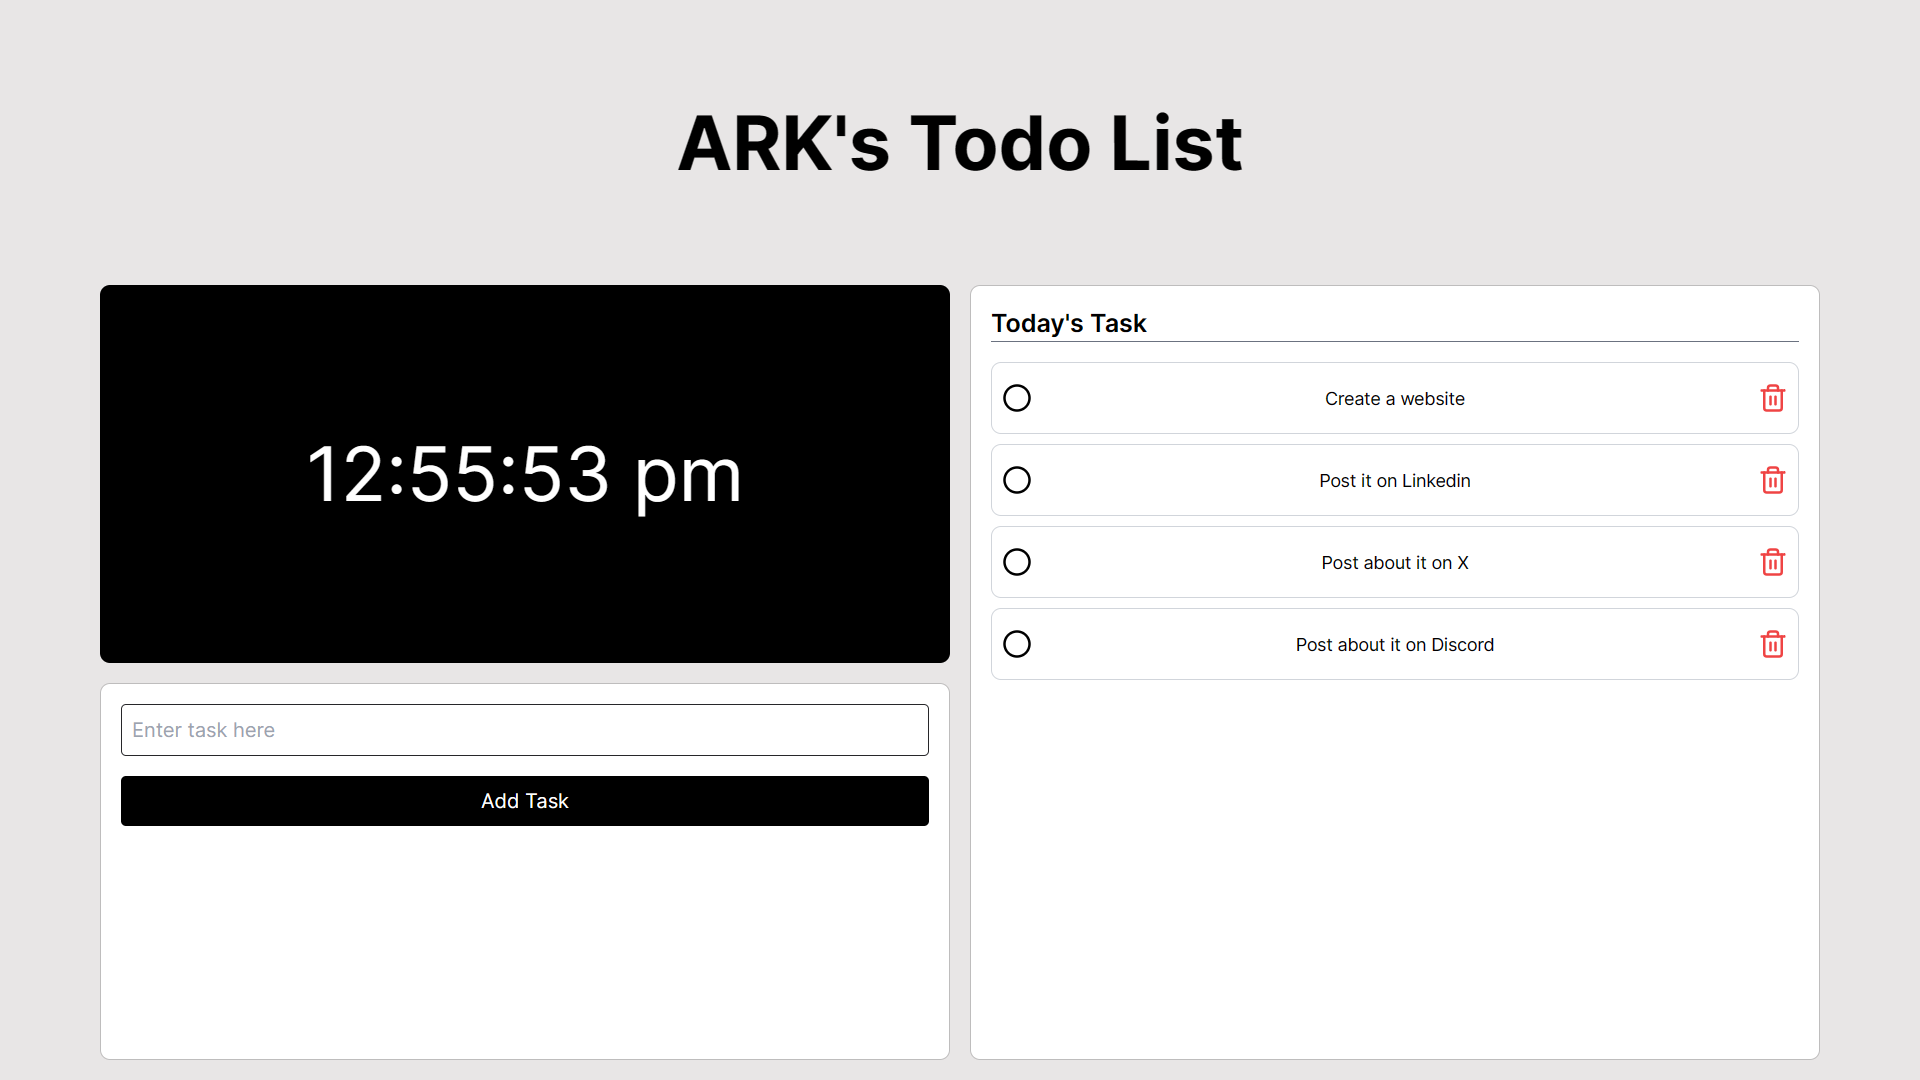 ARK's Todo List
12:55:53 pm
Enter task here
Add Task
Today's Task
Create a website
Post it on Linkedin
Post about it on X
Post about it on Discord